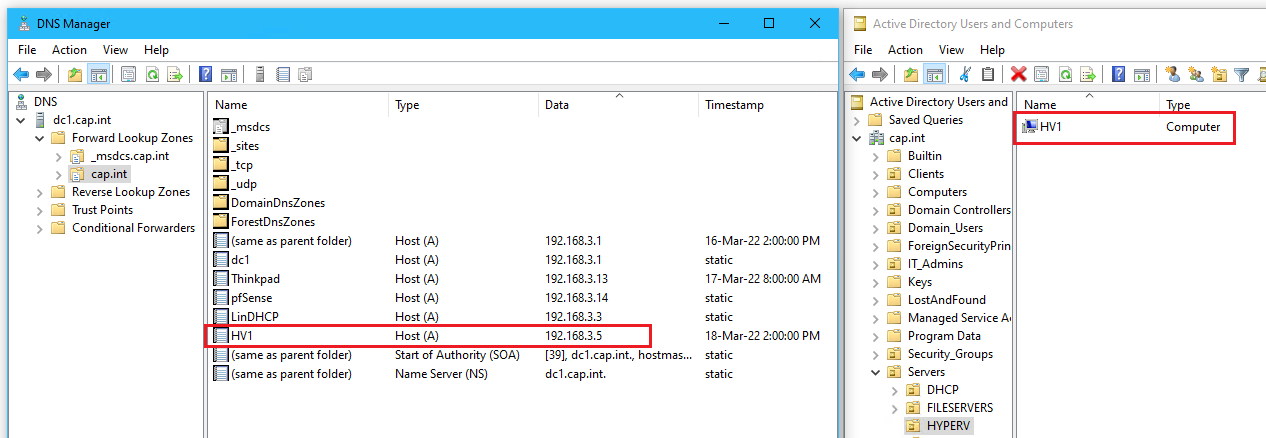 DNS Manager
File Action View Help
DNS
dc1.cap.int
Forward Lookup Zones
_msdcs.cap.int
cap.int
Reverse Lookup Zones
Trust Points
Conditional Forwarders
Name Type Data Timestamp
_msdcs
_sites
_tcp
_udp
DomainDnsZones
ForestDnsZones
(same as parent folder) Host (A) 192.168.3.1 16-Mar-22 2:00:00 PM
dc1 Host (A) 192.168.3.1 static
Thinkpad Host (A) 192.168.3.13 17-Mar-22 8:00:00 AM
pfSense Host (A) 192.168.3.14 static
LinDHCP Host (A) 192.168.3.3 static
HV1 Host (A) 192.168.3.5 18-Mar-22 2:00:00 PM
(same as parent folder) Start of Authority (SOA) [39], dc1.cap.int., hostmas... static
(same as parent folder) Name Server (NS) dc1.cap.int. static
Active Directory Users and Computers
File Action View Help
Active Directory Users and
Saved Queries
cap.int
Builtin
Clients
Computers
Domain Controllers
Domain_Users
ForeignSecurityPrin
IT_Admins
Keys
LostAndFound
Managed Service A
Program Data
Security_Groups
Servers
DHCP
FILESERVERS
HYPERV
Name Type
HV1 Computer